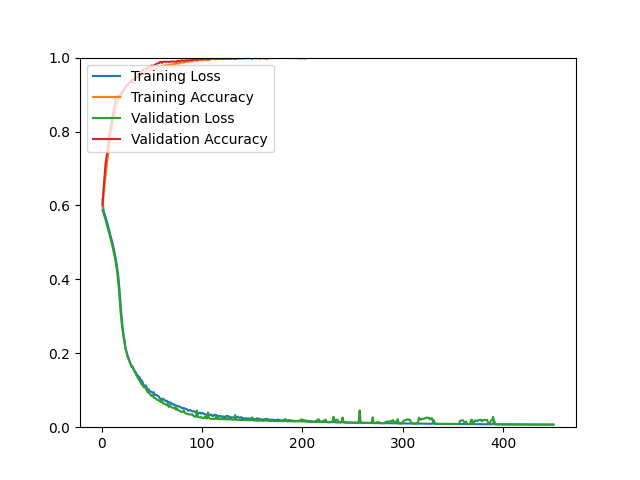 1.0
0.8
0.6
0.4
0.2
0.0
Training Loss
Training Accuracy
Validation Loss
Validation Accuracy
0 100 200 300 400